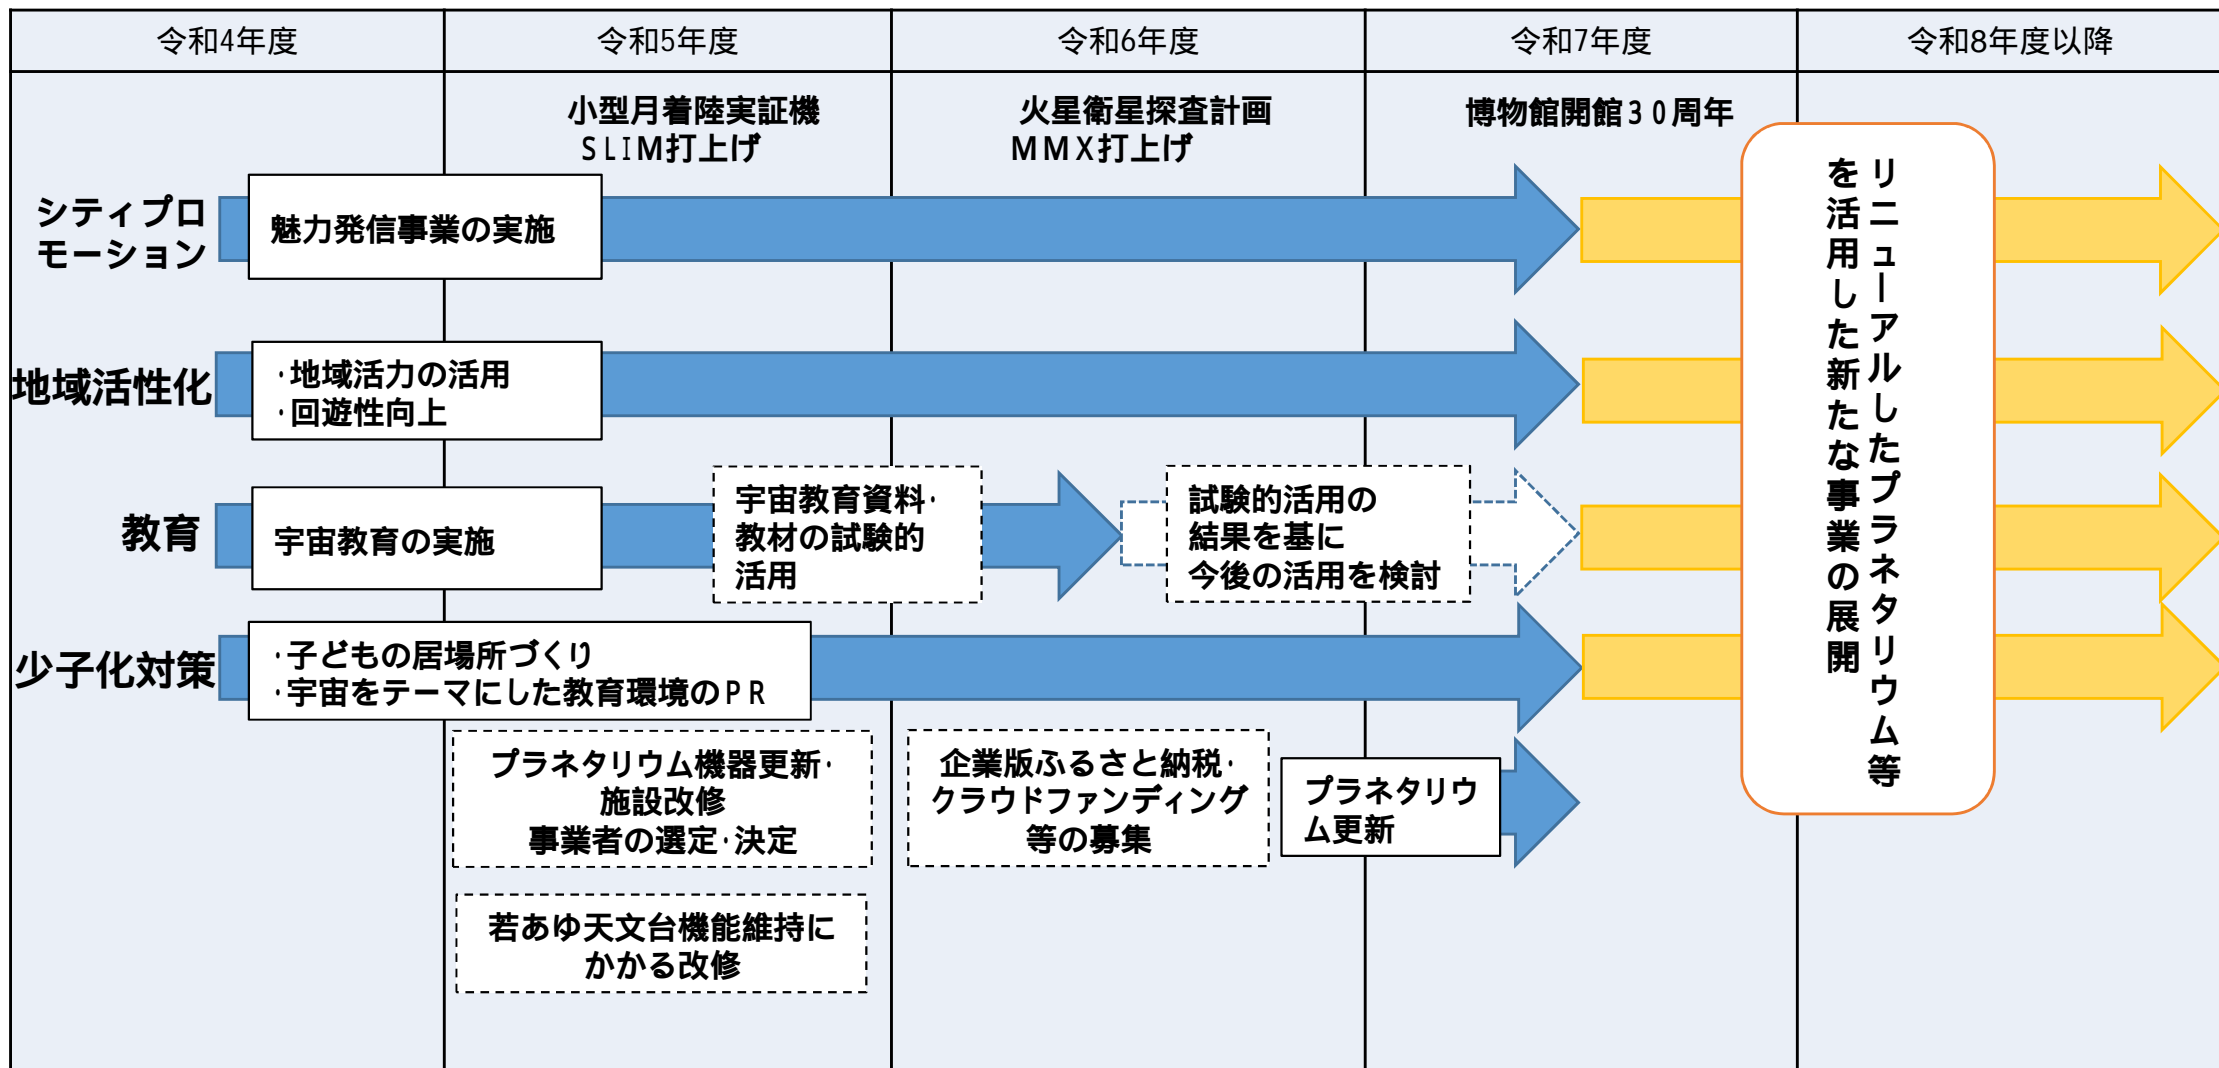 令和4年度
令和5年度
令和6年度
令和7年度
令和8年度以降
小型月着陸実証機
ＳＬＩＭ打上げ
火星衛星探査計画
ＭＭＸ打上げ
博物館開館３０周年
シティプロ
モーション
魅力発信事業の実施
地域活性化
・地域活力の活用
・回遊性向上
教育
宇宙教育の実施
宇宙教育資料・
教材の試験的
活用
試験的活用の
結果を基に
今後の活用を検討
少子化対策
・子どもの居場所づくり
・宇宙をテーマにした教育環境のＰＲ
プラネタリウム機器更新・
施設改修
事業者の選定・決定
企業版ふるさと納税・
クラウドファンディング
等の募集
プラネタリウ
ム更新
若あゆ天文台機能維持に
かかる改修
リニューアルしたプラネタリウム等
を活用した新たな事業の展開